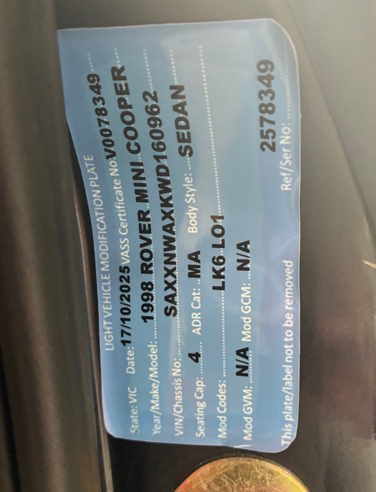 LIGHT VEHICLE MODIFICATION PLATE
State: VIC Date: 17/10/2025 VASS Certificate No: V0078349
Year/Make/Model: 1998 ROVER MINI COOPER
VIN/Chassis No: SAXXNWAXKWD160962
Seating Cap: 4 ADR Cat: MA Body Style: SEDAN
Mod Codes: LK6 LO1
Mod GVM: N/A Mod GCM: N/A
2578349
This plate/label not to be removed Ref/Ser No: